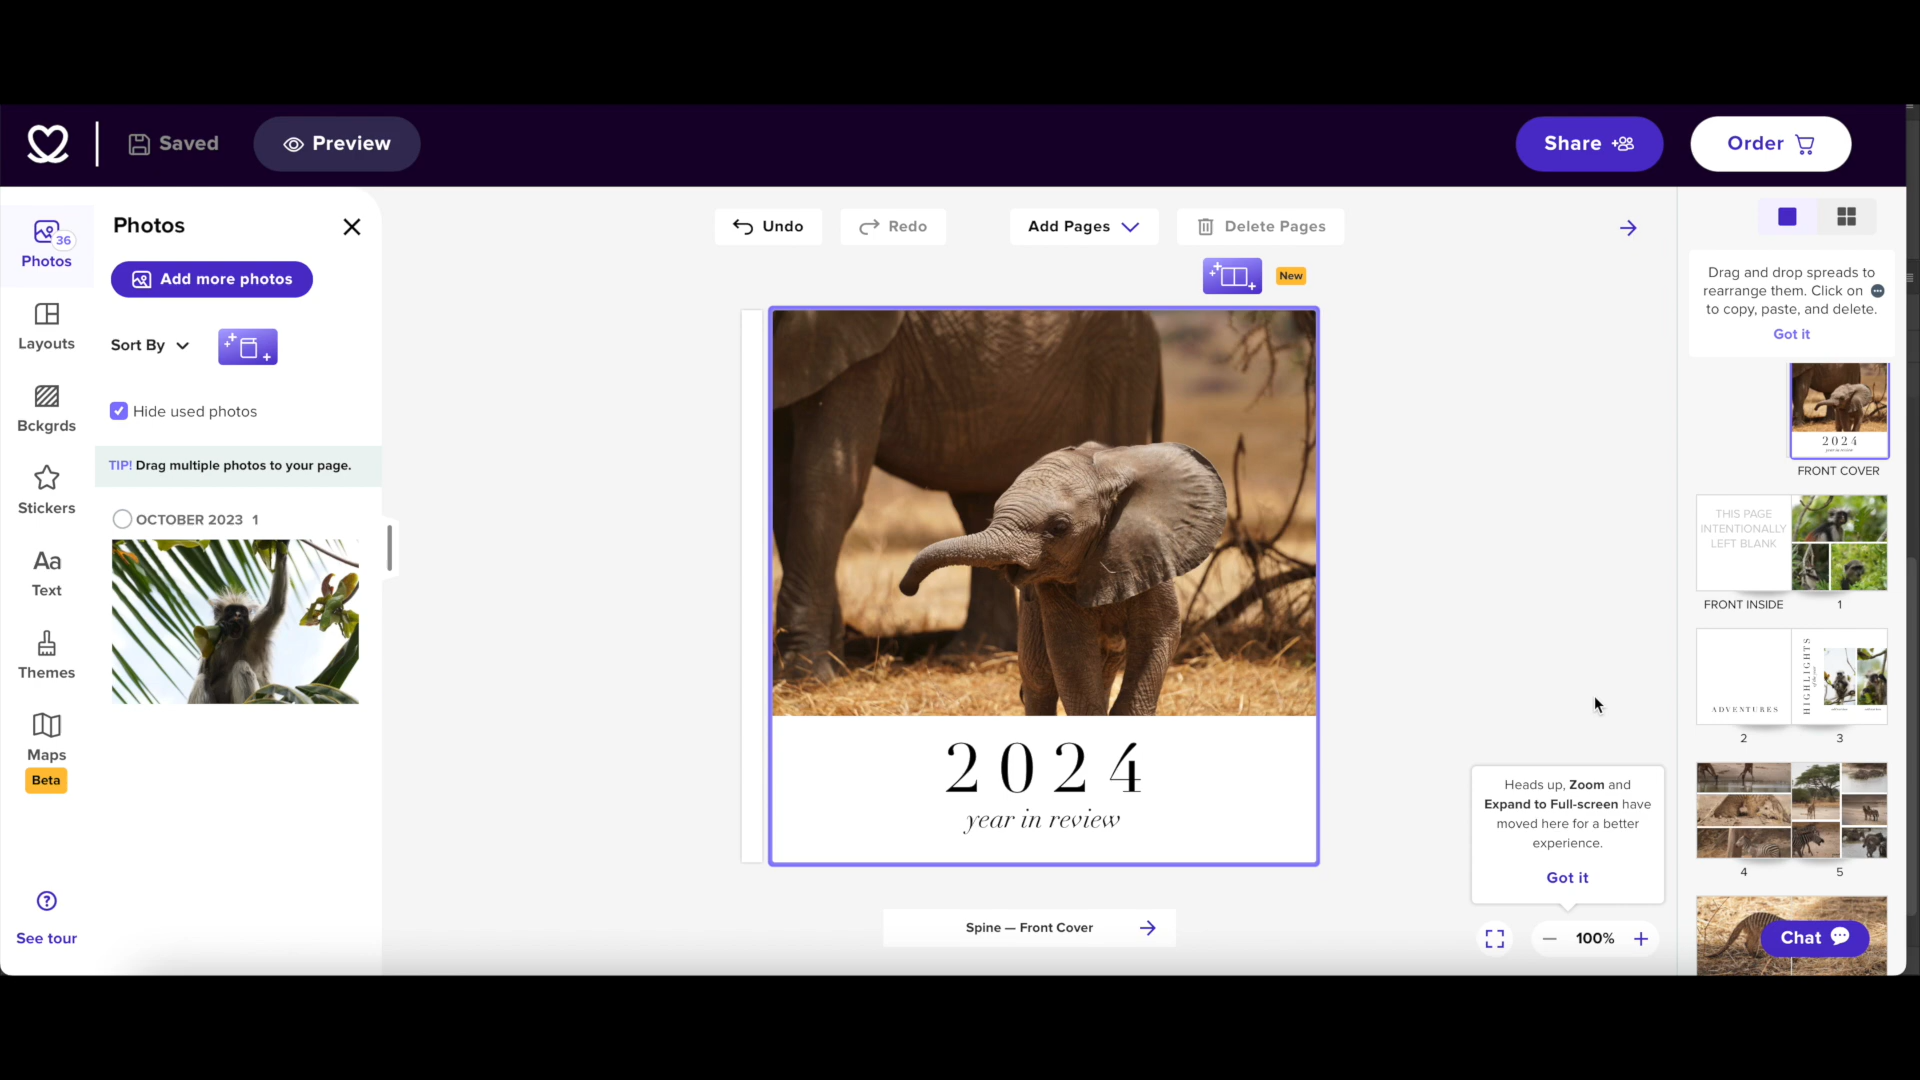 Saved
Preview
Share
Order
36
Photos
Layouts
Bckgrds
Stickers
Aa
Text
Themes
Maps
Beta
?
See tour
Photos
Add more photos
Sort By
Hide used photos
TIP! Drag multiple photos to your page.
OCTOBER 2023 1
Undo
Redo
Add Pages
Delete Pages
New
2024
year in review
Spine — Front Cover
Heads up, Zoom and
Expand to Full-screen have
moved here for a better
experience.
Got it
100%
Drag and drop spreads to
rearrange them. Click on
to copy, paste, and delete.
Got it
2024
year in review
FRONT COVER
THIS PAGE
INTENTIONALLY
LEFT BLANK
FRONT INSIDE
1
ADVENTURES
HIGHLIGHTS
2
3
4
5
Chat